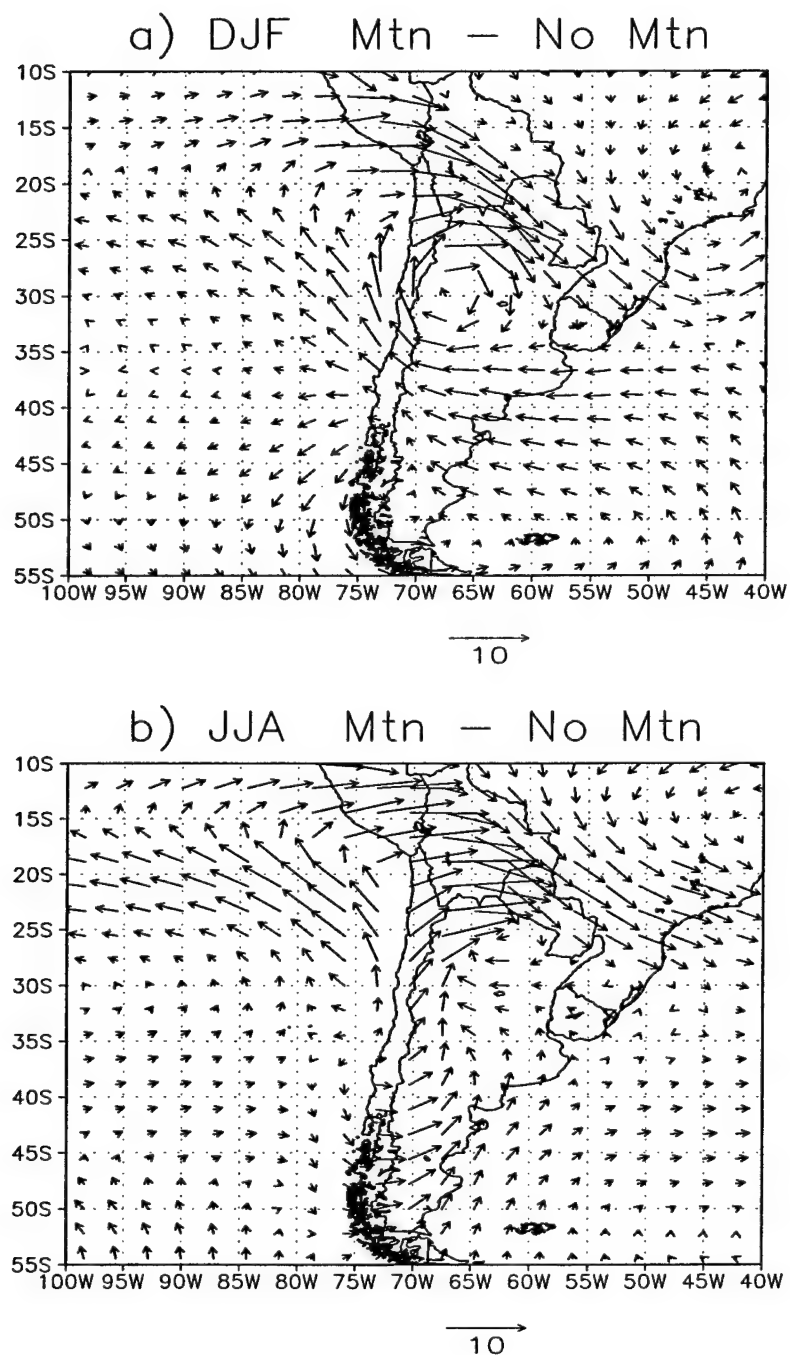 a) DJF Mtn – No Mtn
10S
15S
20S
25S
30S
35S
40S
45S
50S
55S
100W 95W 90W 85W 80W 75W 70W 65W 60W 55W 50W 45W 40W
10
b) JJA Mtn – No Mtn
10S
15S
20S
25S
30S
35S
40S
45S
50S
55S
100W 95W 90W 85W 80W 75W 70W 65W 60W 55W 50W 45W 40W
10